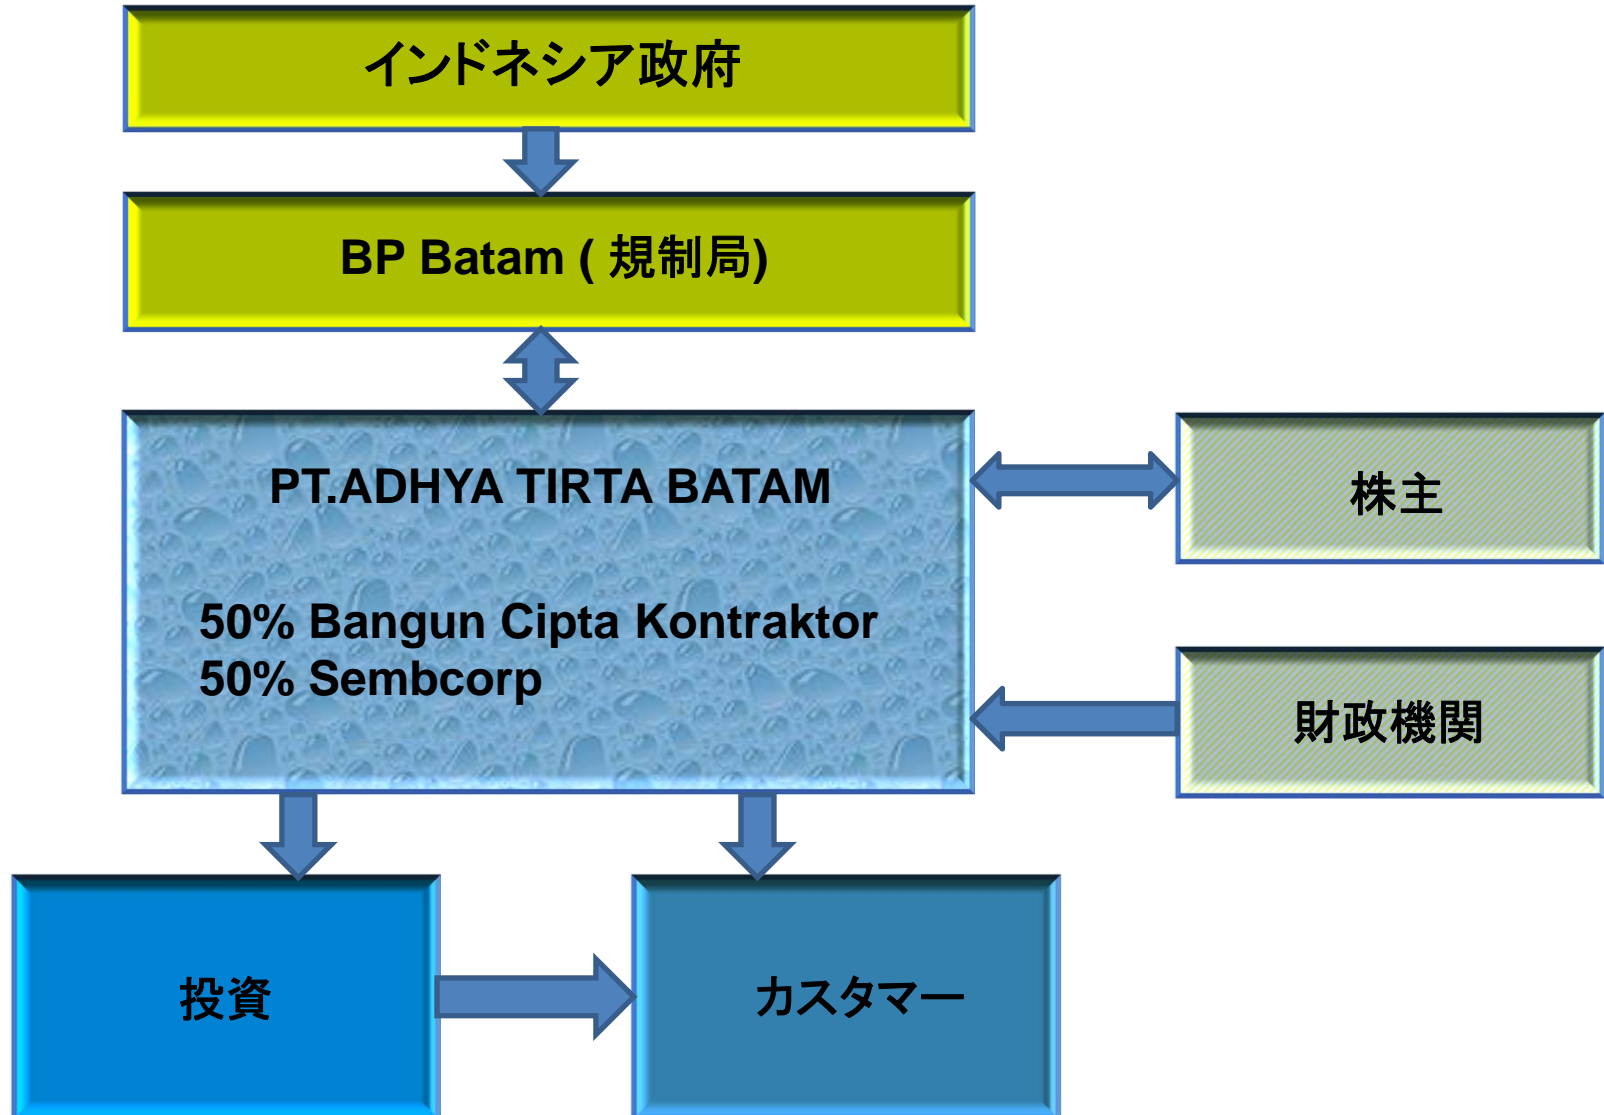 インドネシア政府
BP Batam ( 規制局)
PT.ADHYA TIRTA BATAM
50% Bangun Cipta Kontraktor
50% Sembcorp
株主
財政機関
投資
カスタマー